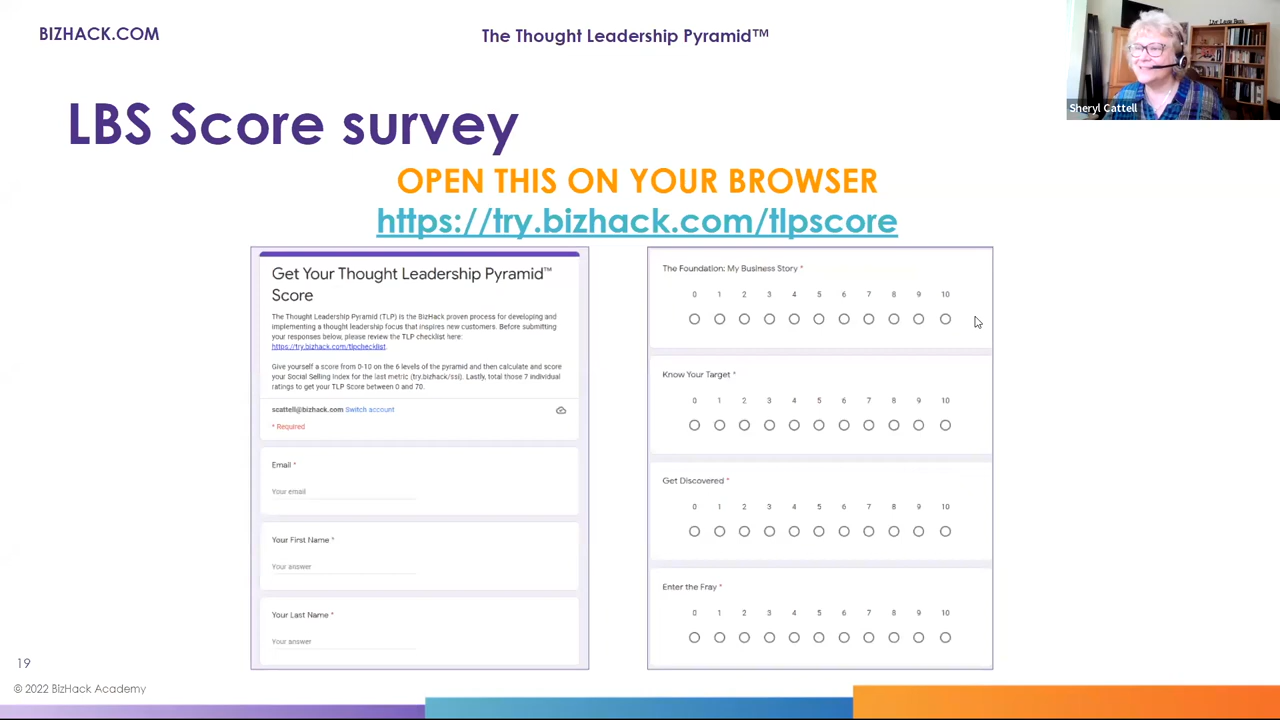 BIZHACK.COM
The Thought Leadership Pyramid™
Sheryl Cattell
LBS Score survey
OPEN THIS ON YOUR BROWSER
https://try.bizhack.com/tlpscore
Get Your Thought Leadership Pyramid™
Score
The Thought Leadership Pyramid (TLP) is the BizHack proven process for developing and
implementing a thought leadership focus that inspires new customers. Before submitting
your responses below, please review the TLP checklist here:
https://try.bizhack.com/tlpchecklist.
Give yourself a score from 0-10 on the 6 levels of the pyramid and then calculate and score
your Social Selling Index for the last metric (try.bizhack/ssi). Lastly, total those 7 individual
ratings to get your TLP Score between 0 and 70.
scattell@bizhack.com Switch account
* Required
Email *
Your email
Your First Name *
Your answer
Your Last Name *
Your answer
The Foundation: My Business Story *
0 1 2 3 4 5 6 7 8 9 10
Know Your Target *
0 1 2 3 4 5 6 7 8 9 10
Get Discovered *
0 1 2 3 4 5 6 7 8 9 10
Enter the Fray *
0 1 2 3 4 5 6 7 8 9 10
19
© 2022 BizHack Academy